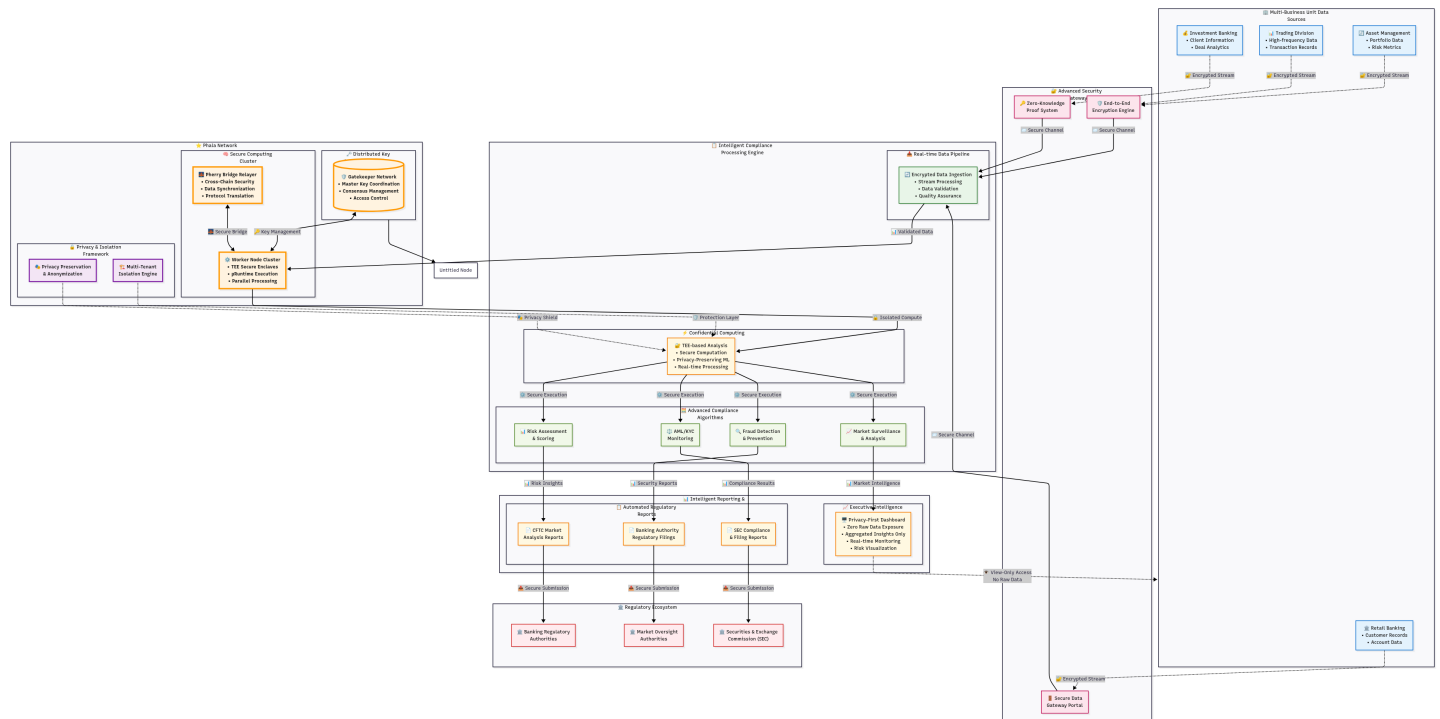 🏢 Multi-Business Unit Data
Sources
💰 Investment Banking
• Client Information
• Deal Analytics
📊 Trading Division
• High-frequency Data
• Transaction Records
🔄 Asset Management
• Portfolio Data
• Risk Metrics
🔐 Encrypted Stream
🔐 Encrypted Stream
🔐 Encrypted Stream
🔐 Advanced Security
Gateway
🔑 Zero-Knowledge
Proof System
🛡️ End-to-End
Encryption Engine
Secure Channel
Secure Channel
⭐ Phala Network
🧠 Secure Computing
Cluster
🌉 Pherry Bridge Relayer
• Cross-Chain Security
• Data Synchronization
• Protocol Translation
🗝️ Distributed Key
🛡️ Gatekeeper Network
• Master Key Coordination
• Consensus Management
• Access Control
🌉 Secure Bridge
🔑 Key Management
🔒 Privacy & Isolation
Framework
🎭 Privacy Preservation
& Anonymization
🏗️ Multi-Tenant
Isolation Engine
⚙️ Worker Node Cluster
• TEE Secure Enclaves
• pRuntime Execution
• Parallel Processing
Untitled Node
📋 Intelligent Compliance
Processing Engine
📥 Real-time Data Pipeline
🔄 Encrypted Data Ingestion
• Stream Processing
• Data Validation
• Quality Assurance
📊 Validated Data
🎭 Privacy Shield
🛡️ Protection Layer
🔒 Isolated Compute
⚡ Confidential Computing
🔐 TEE-based Analysis
• Secure Computation
• Privacy-Preserving ML
• Real-time Processing
⚙️ Secure Execution
⚙️ Secure Execution
⚙️ Secure Execution
⚙️ Secure Execution
Advanced Compliance
Algorithms
📊 Risk Assessment
& Scoring
⚖️ AML/KYC
Monitoring
🔍 Fraud Detection
& Prevention
📈 Market Surveillance
& Analysis
Secure Channel
📊 Risk Insights
📊 Security Reports
📊 Compliance Results
📊 Market Intelligence
📊 Intelligent Reporting &
📋 Automated Regulatory
Reports
📈 Executive Intelligence
📄 CFTC Market
Analysis Reports
📄 Banking Authority
Regulatory Filings
📄 SEC Compliance
& Filing Reports
🖥️ Privacy-First Dashboard
• Zero Raw Data Exposure
• Aggregated Insights Only
• Real-time Monitoring
• Risk Visualization
View-Only Access
No Raw Data
📤 Secure Submission
📤 Secure Submission
📤 Secure Submission
🏛️ Regulatory Ecosystem
🏛️ Banking Regulatory
Authorities
🏛️ Market Oversight
Authorities
🏛️ Securities & Exchange
Commission (SEC)
🏦 Retail Banking
• Customer Records
• Account Data
🔐 Encrypted Stream
🚪 Secure Data
Gateway Portal